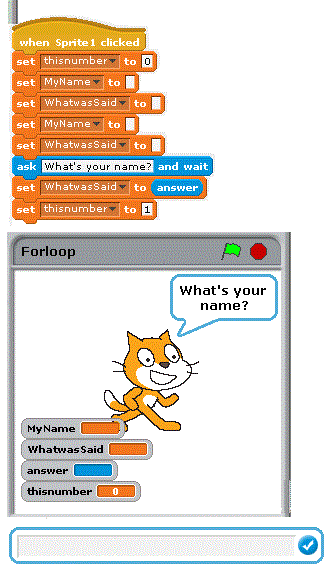 when Sprite1 clicked
set thisnumber to 0
set MyName to
set WhatwasSaid to
set MyName to
set WhatwasSaid to
ask What's your name? and wait
set WhatwasSaid to answer
set thisnumber to 1
Forloop
What's your
name?
MyName
WhatwasSaid
answer
thisnumber 0